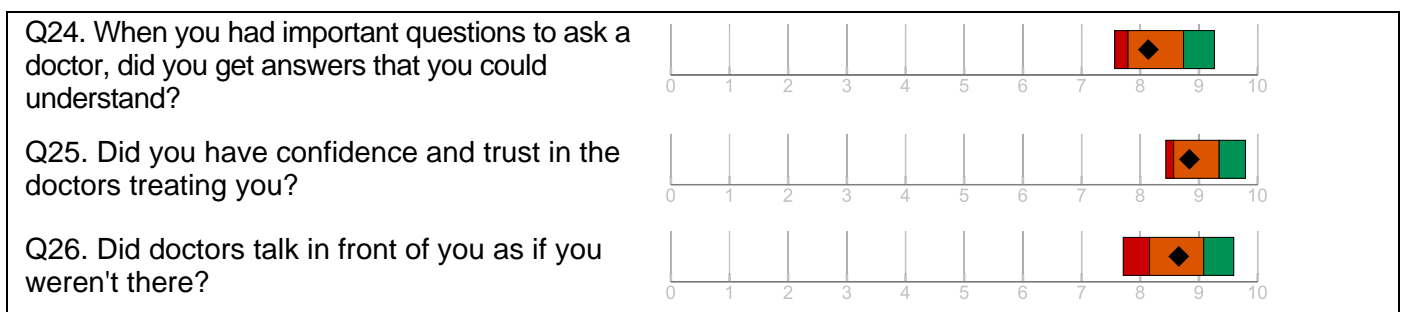 Q24. When you had important questions to ask a
doctor, did you get answers that you could
understand?
0 1 2 3 4 5 6 7 8 9 10
Q25. Did you have confidence and trust in the
doctors treating you?
0 1 2 3 4 5 6 7 8 9 10
Q26. Did doctors talk in front of you as if you
weren't there?
0 1 2 3 4 5 6 7 8 9 10